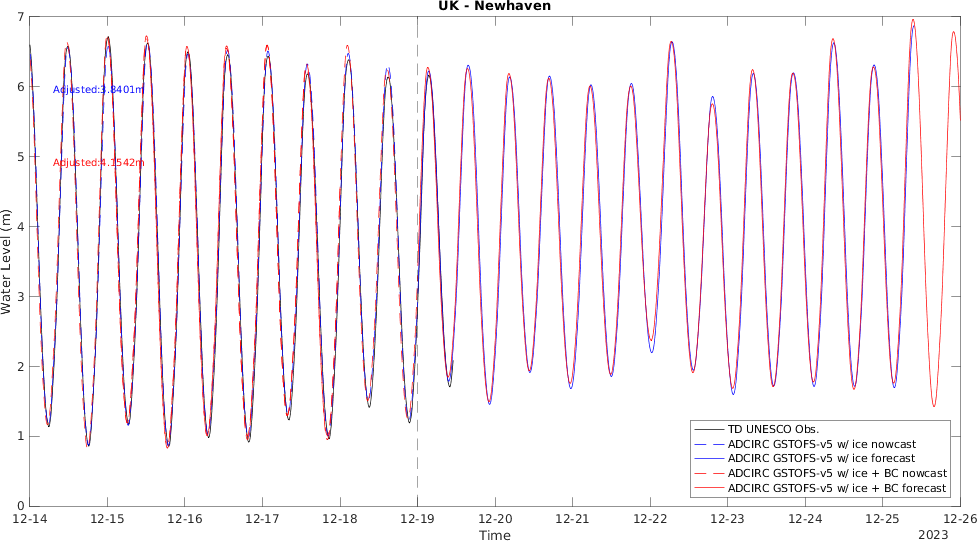 UK - Newhaven
7
6
5
4
3
2
1
0
Water Level (m)
Adjusted:3.8401m
Adjusted:4.1542m
TD UNESCO Obs.
ADCIRC GSTOFS-v5 w/ ice nowcast
ADCIRC GSTOFS-v5 w/ ice forecast
ADCIRC GSTOFS-v5 w/ ice + BC nowcast
ADCIRC GSTOFS-v5 w/ ice + BC forecast
12-14 12-15 12-16 12-17 12-18 12-19 12-20 12-21 12-22 12-23 12-24 12-25 12-26
Time
2023